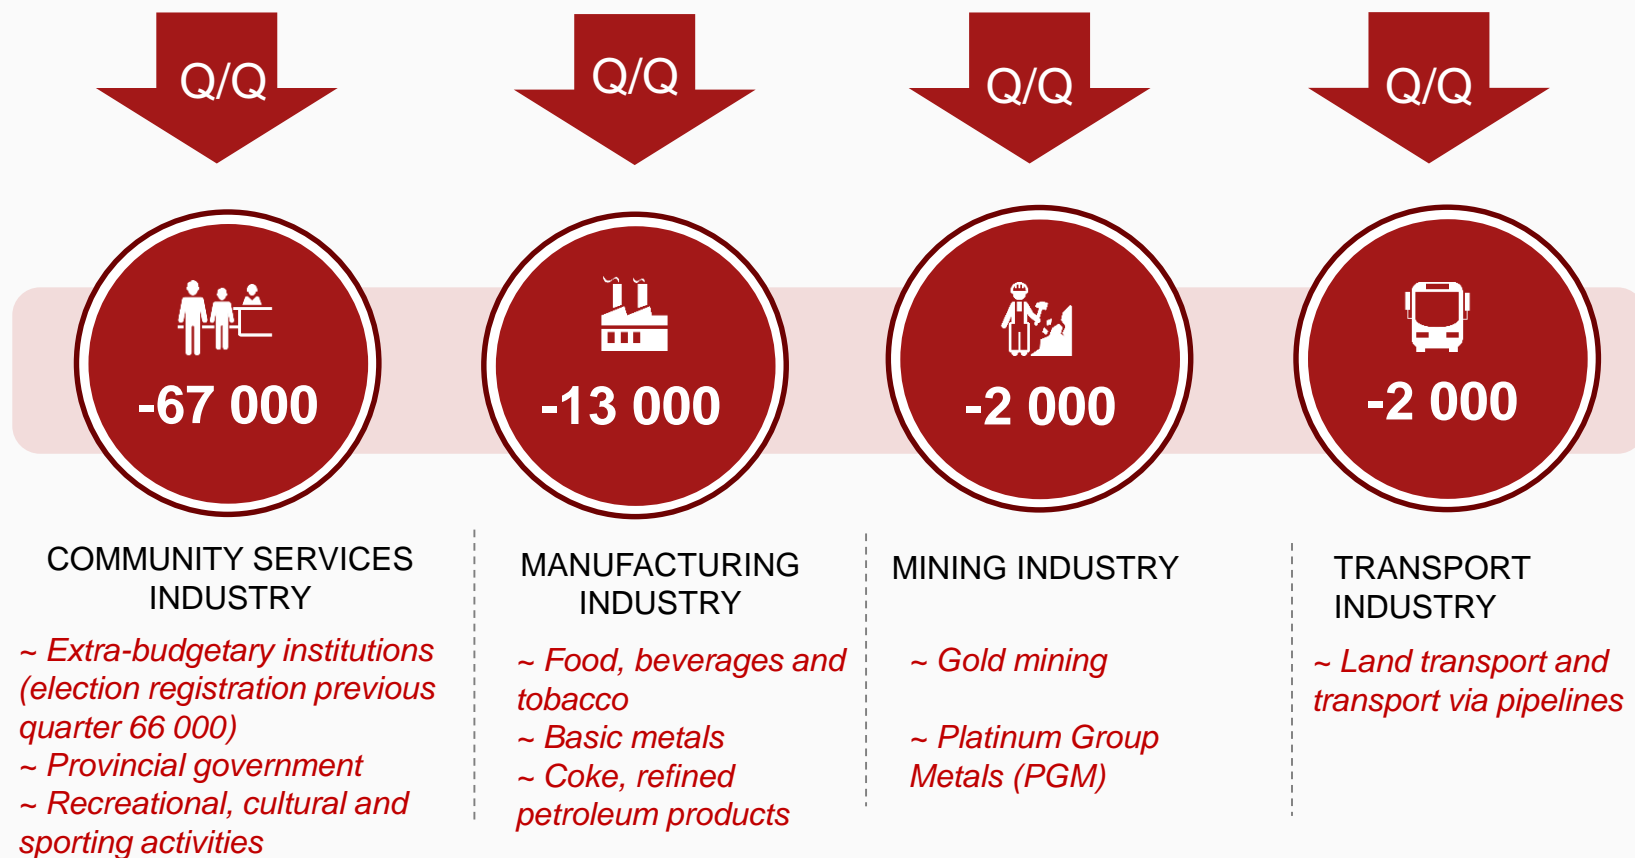 Q/Q
Q/Q
Q/Q
Q/Q
-67 000
-13 000
-2 000
-2 000
COMMUNITY SERVICES
INDUSTRY
~ Extra-budgetary institutions
(election registration previous
quarter 66 000)
~ Provincial government
~ Recreational, cultural and
sporting activities
MANUFACTURING
INDUSTRY
~ Food, beverages and
tobacco
~ Basic metals
~ Coke, refined
petroleum products
MINING INDUSTRY
~ Gold mining
~ Platinum Group
Metals (PGM)
TRANSPORT
INDUSTRY
~ Land transport and
transport via pipelines